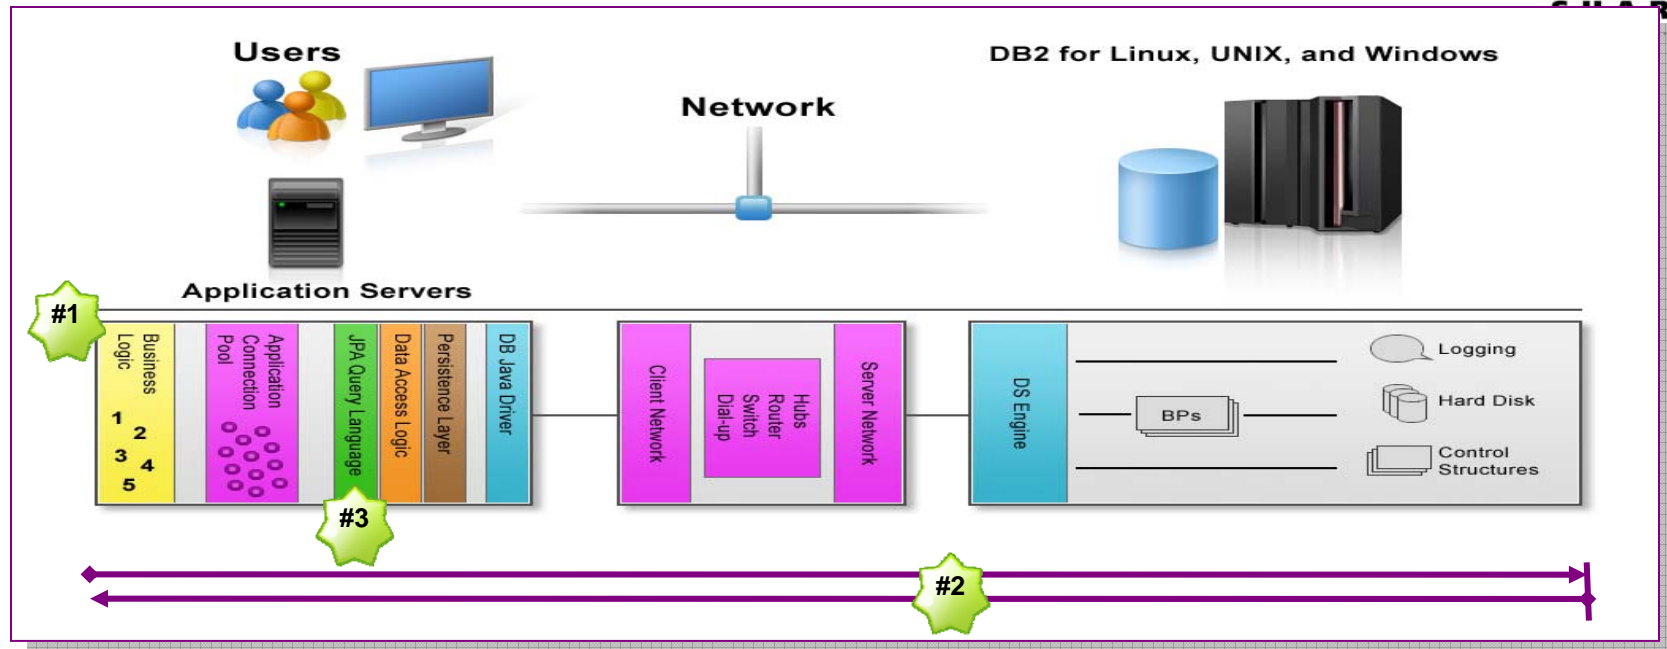 Users
DB2 for Linux, UNIX, and Windows
Network
Application Servers
#1
Business
Logic
1
2
3
4
5
Application
Connection
Pool
JPA Query Language
Data Access Logic
Persistence Layer
DB Java Driver
Client Network
Hubs
Router
Switch
Dial-up
Server Network
DS Engine
BPs
Logging
Hard Disk
Control
Structures
#3
#2